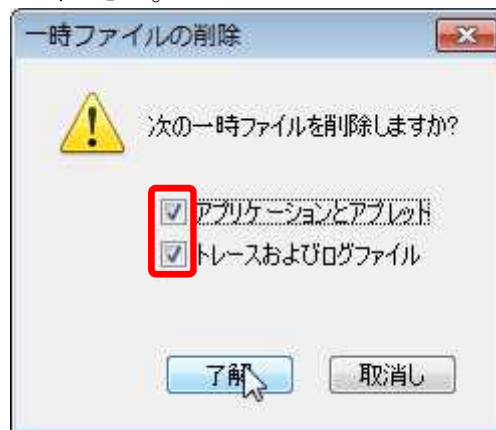 一時ファイルの削除
次の一時ファイルを削除しますか?
アプリケーションとアプレット
トレースおよびログファイル
了解
取消し